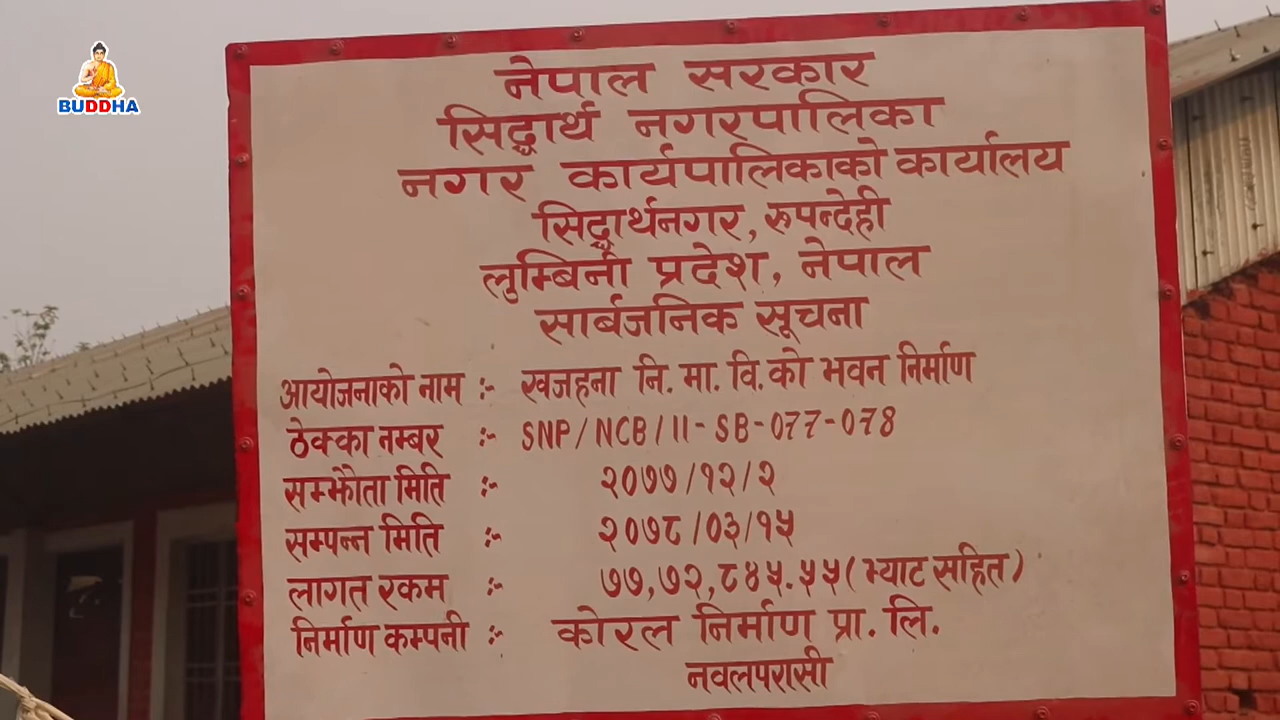 BUDDHA
नेपाल सरकार
सिद्धार्थ नगरपालिका
नगर कार्यपालिकाको कार्यालय
सिद्धार्थनगर, रुपन्देही
लुम्बिनी प्रदेश, नेपाल
सार्बजनिक सूचना
आयोजनाको नाम :- खजहना नि. मा. वि. को भवन निर्माण
ठेक्का नम्बर :- SNP/NCB/11-SB-077-078
सम्झौता मिति :- २०७७/१२/२
सम्पन्न मिति :- २०७८/०३/१५
लागत रकम :- ७७,७२,८४५.५५ (भ्याट सहित)
निर्माण कम्पनी :- कोरल निर्माण प्रा. लि.
नवलपरासी